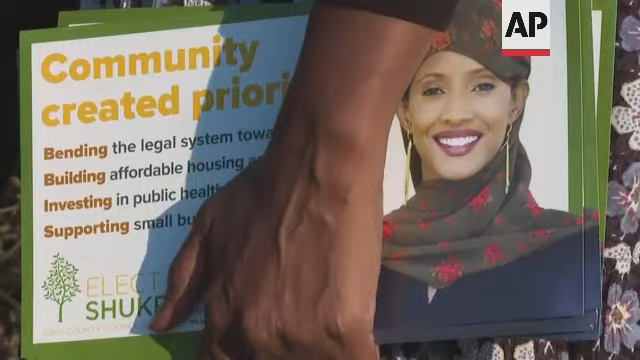 AP
Community
created priori
Bending the legal system towa
Building affordable housing
Investing in public health
Supporting small bu
ELECT
SHUK